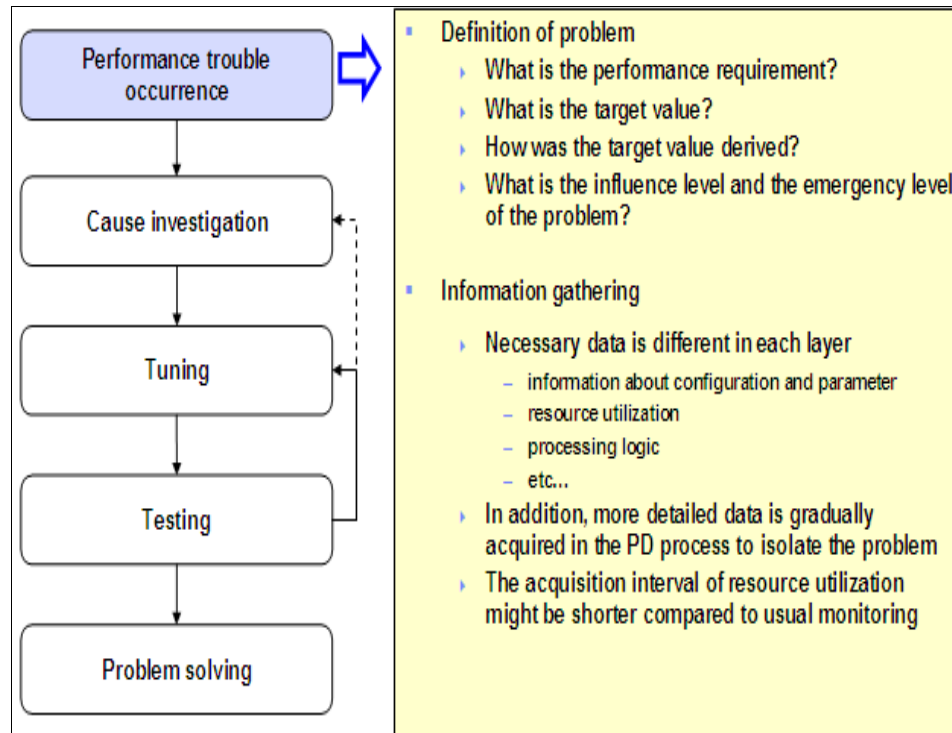 Performance trouble
occurrence
Cause investigation
Tuning
Testing
Problem solving
Definition of problem
What is the performance requirement?
What is the target value?
How was the target value derived?
What is the influence level and the emergency level
of the problem?
Information gathering
Necessary data is different in each layer
– information about configuration and parameter
– resource utilization
– processing logic
– etc...
In addition, more detailed data is gradually
acquired in the PD process to isolate the problem
The acquisition interval of resource utilization
might be shorter compared to usual monitoring